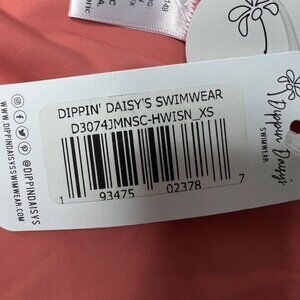 DIPPIN' DAISY'S SWIMWEAR
D3074JMNSC-HWISN_XS
1 93475 02378 7
@DIPPINDAISYS
WWW.DIPPINDAISYSSWIMWEAR.COM
Dippin' Daisy's
SWIMWEAR